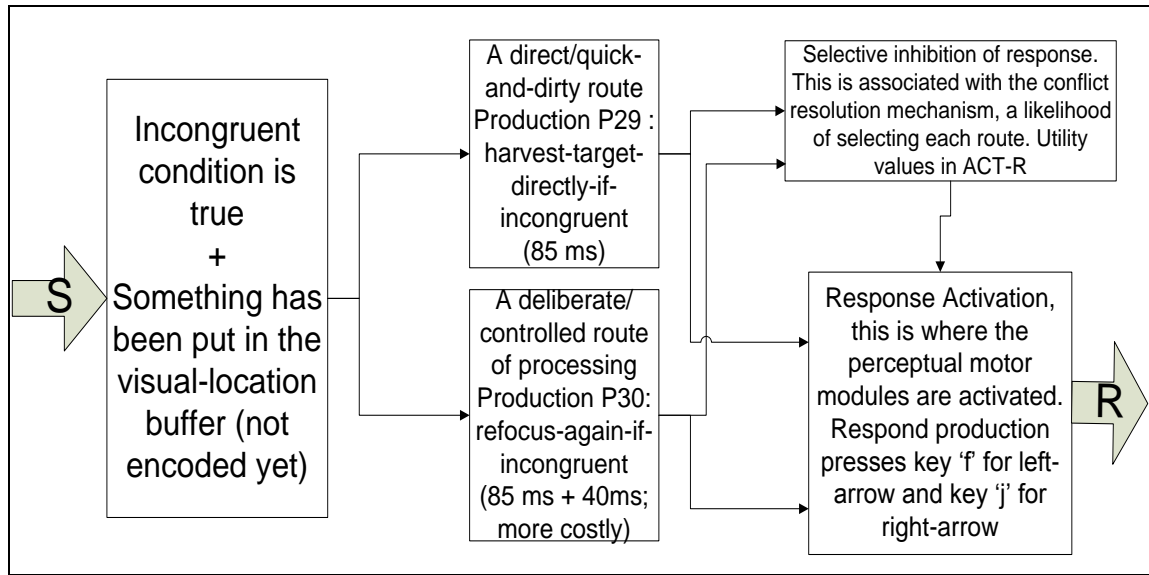 S
Incongruent
condition is
true
+
Something has
been put in the
visual-location
buffer (not
encoded yet)
A direct/quick-
and-dirty route
Production P29 :
harvest-target-
directly-if-
incongruent
(85 ms)
A deliberate/
controlled route
of processing
Production P30:
refocus-again-if-
incongruent
(85 ms + 40ms;
more costly)
Selective inhibition of response.
This is associated with the conflict
resolution mechanism, a likelihood
of selecting each route. Utility
values in ACT-R
Response Activation,
this is where the
perceptual motor
modules are activated.
Respond production
presses key ‘f’ for left-
arrow and key ‘j’ for
right-arrow
R